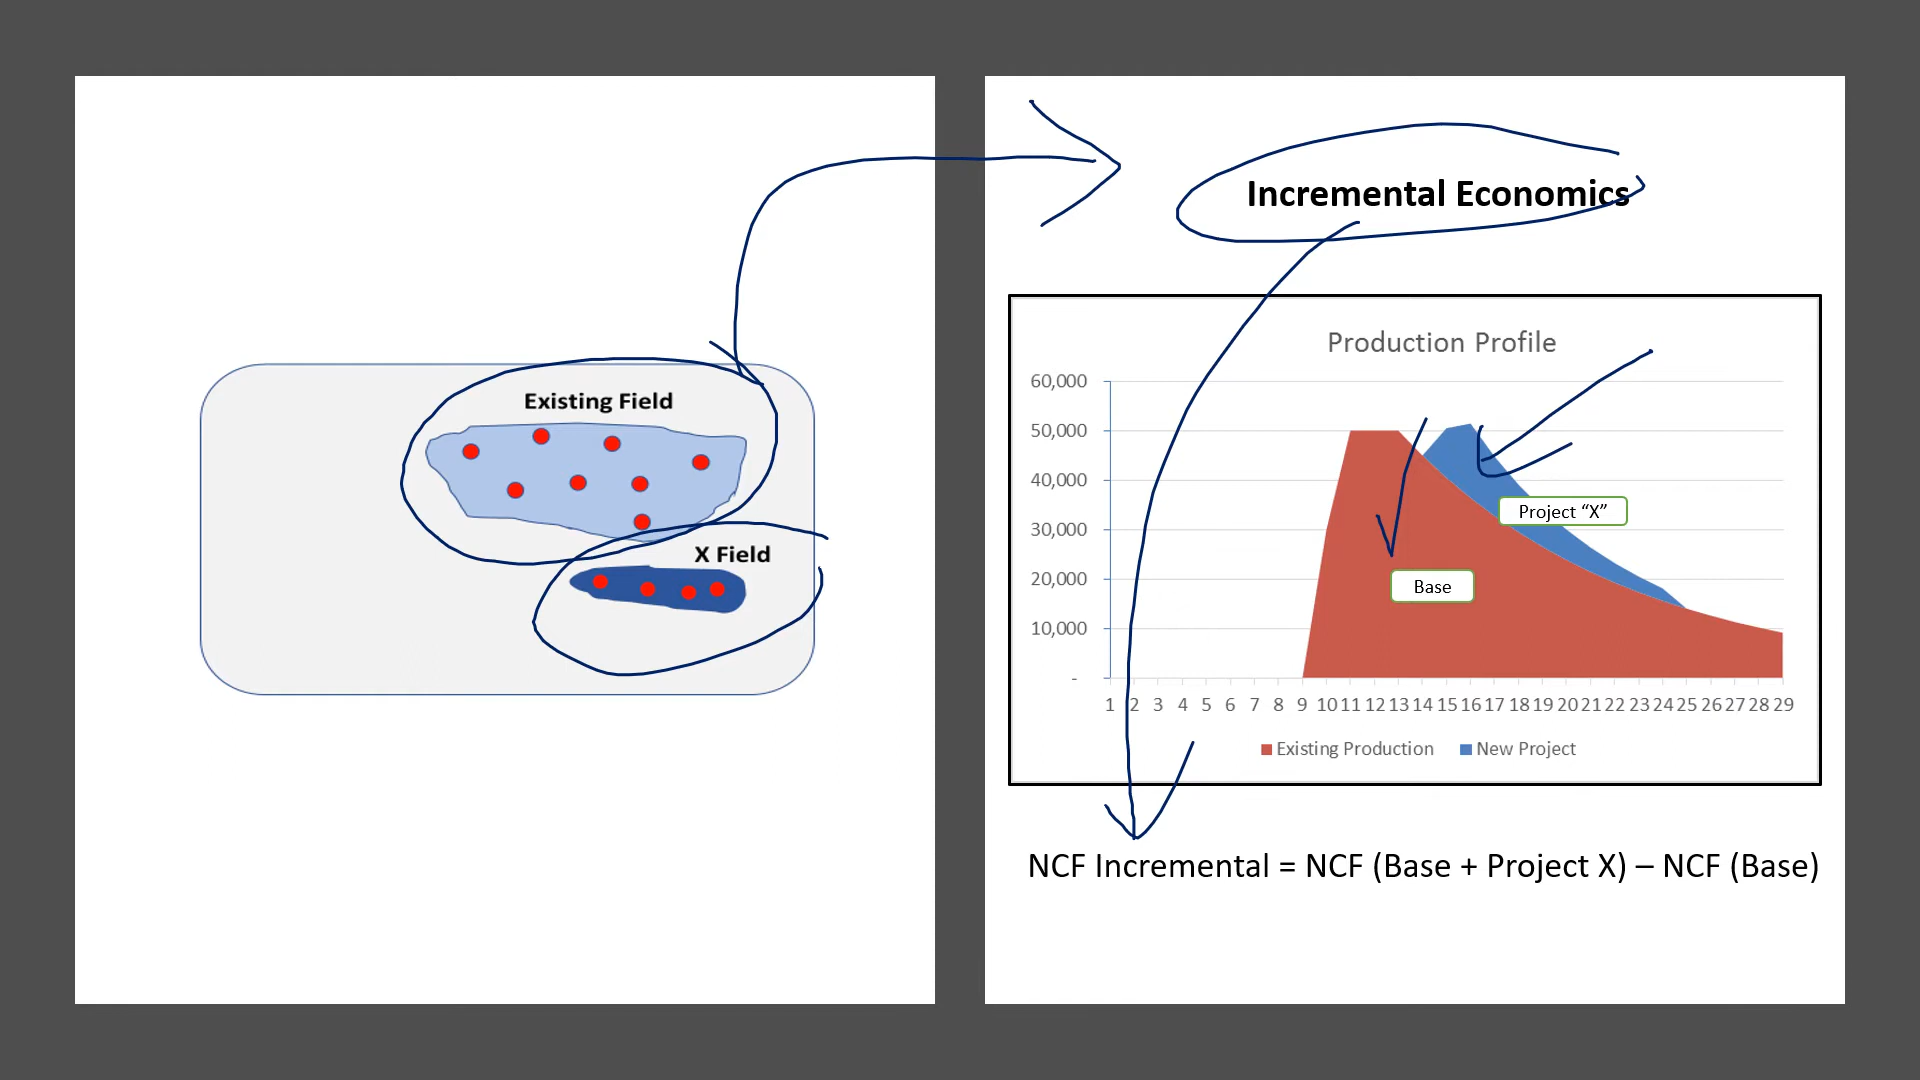 Existing Field
X Field
Incremental Economics
Production Profile
60,000
50,000
40,000
30,000
20,000
10,000
-
Project “X”
Base
1 2 3 4 5 6 7 8 9 10 11 12 13 14 15 16 17 18 19 20 21 22 23 24 25 26 27 28 29
Existing Production New Project
NCF Incremental = NCF (Base + Project X) – NCF (Base)